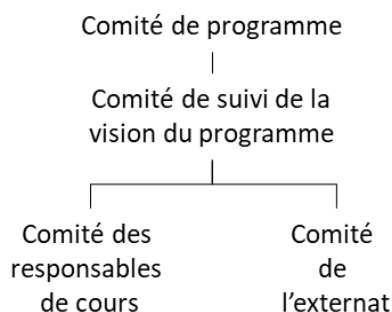 Comité de programme
Comité de suivi de la
vision du programme
Comité des
responsables
de cours
Comité
de
l'externat